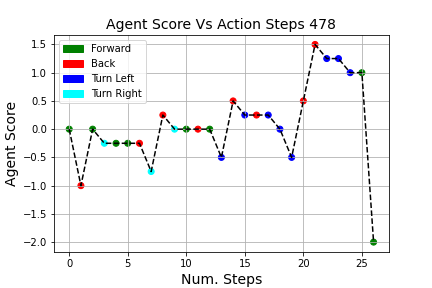 Agent Score Vs Action Steps 478
Forward
Back
Turn Left
Turn Right
Agent Score
1.5
1.0
0.5
0.0
−0.5
−1.0
−1.5
−2.0
0 5 10 15 20 25
Num. Steps